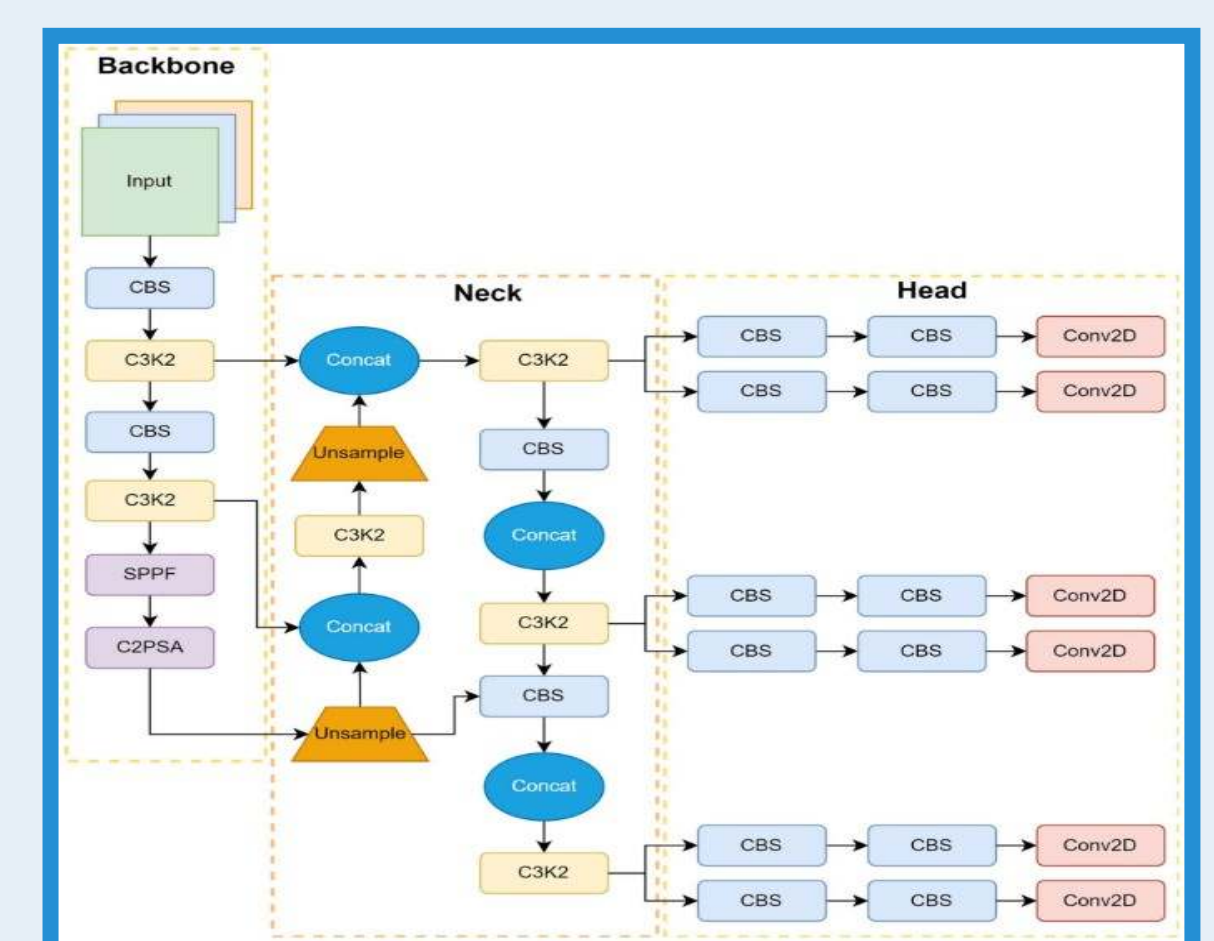 Backbone
Input
CBS
C3K2
CBS
C3K2
SPPF
C2PSA
Neck
Concat
Unsample
C3K2
Concat
Unsample
C3K2
CBS
Concat
C3K2
CBS
Concat
C3K2
Head
CBS CBS Conv2D
CBS CBS Conv2D
CBS CBS Conv2D
CBS CBS Conv2D
CBS CBS Conv2D
CBS CBS Conv2D